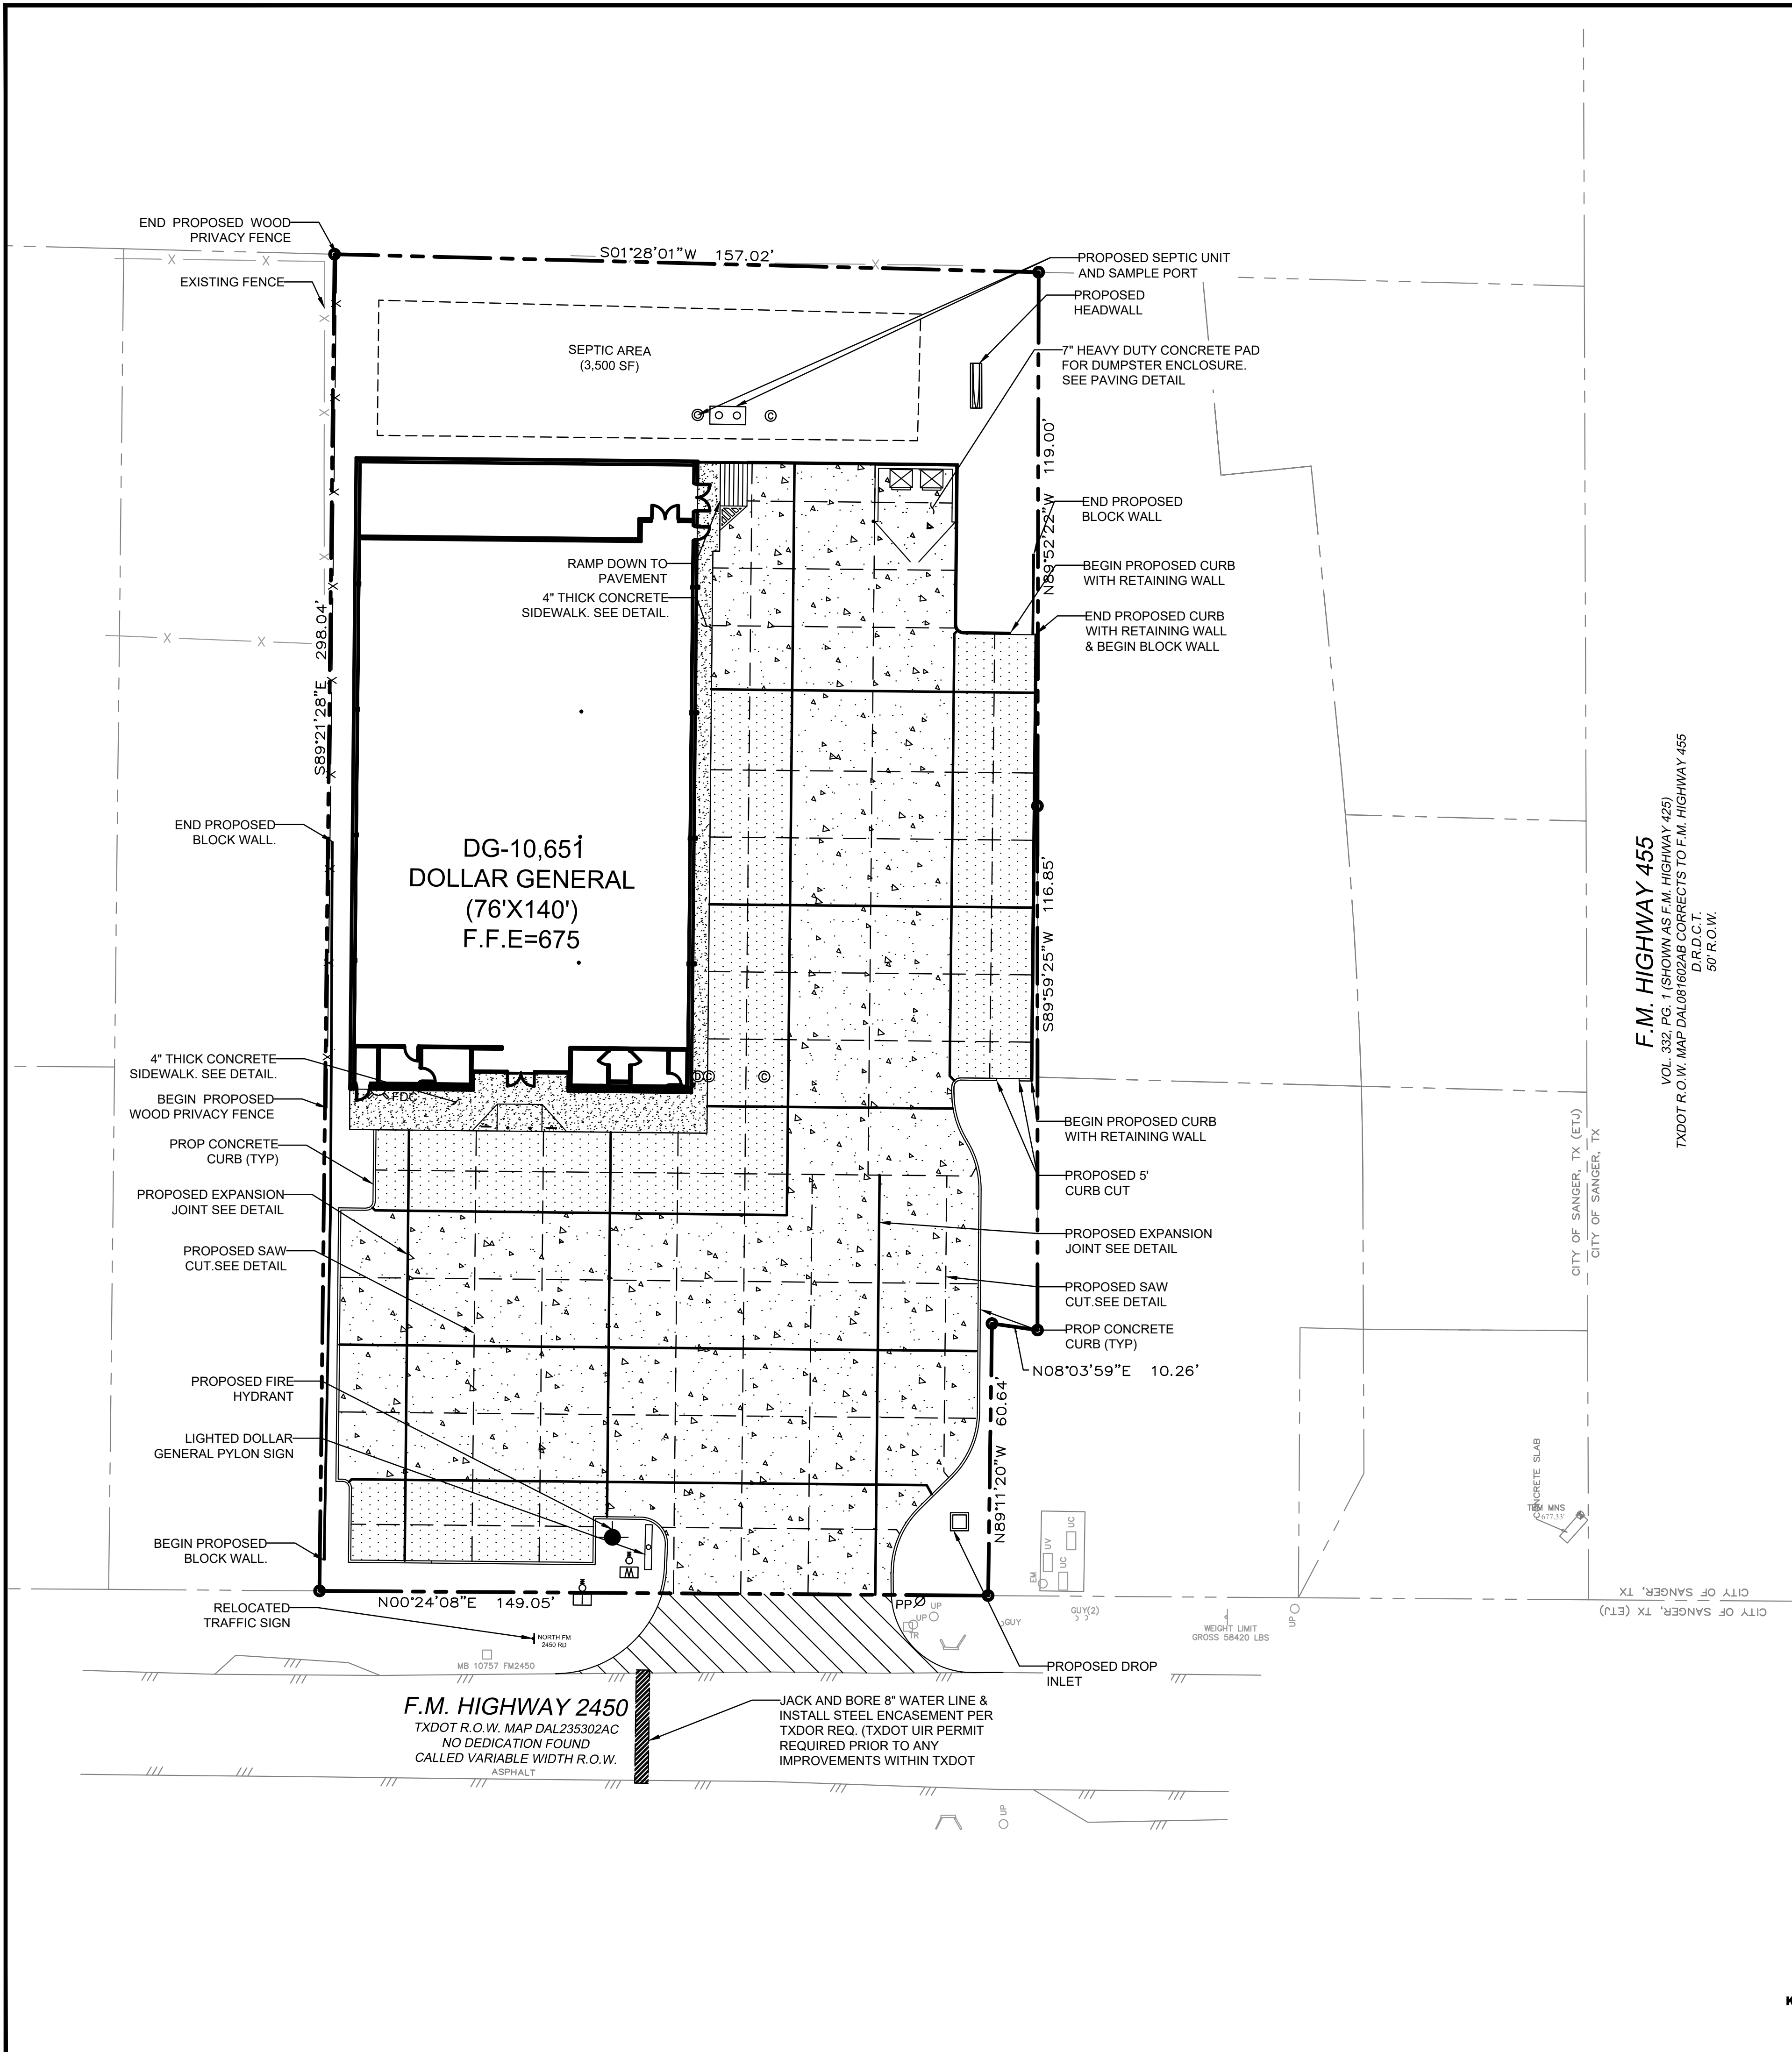 END PROPOSED WOOD
PRIVACY FENCE
EXISTING FENCE
S01°28'01"W 157.02'
PROPOSED SEPTIC UNIT
AND SAMPLE PORT
PROPOSED
HEADWALL
7" HEAVY DUTY CONCRETE PAD
FOR DUMPSTER ENCLOSURE.
SEE PAVING DETAIL
SEPTIC AREA
(3,500 SF)
N89°52'22"W 119.00'
END PROPOSED
BLOCK WALL
BEGIN PROPOSED CURB
WITH RETAINING WALL
END PROPOSED CURB
WITH RETAINING WALL
& BEGIN BLOCK WALL
RAMP DOWN TO
PAVEMENT
4" THICK CONCRETE
SIDEWALK. SEE DETAIL.
S89°21'28"E 298.04'
END PROPOSED
BLOCK WALL.
DG-10,651
DOLLAR GENERAL
(76'X140')
F.F.E=675
S89°59'25"W 116.85'
F.M. HIGHWAY 455
VOL. 332, PG. 1 (SHOWN AS F.M. HIGHWAY 425)
TXDOT R.O.W. MAP DAL081602AB CORRECTS TO F.M. HIGHWAY 455
D.R.D.C.T.
50' R.O.W.
4" THICK CONCRETE
SIDEWALK. SEE DETAIL.
BEGIN PROPOSED
WOOD PRIVACY FENCE
FDC
D
C
C
C
PROP CONCRETE
CURB (TYP)
PROPOSED EXPANSION
JOINT SEE DETAIL
PROPOSED SAW
CUT.SEE DETAIL
BEGIN PROPOSED CURB
WITH RETAINING WALL
PROPOSED 5'
CURB CUT
PROPOSED EXPANSION
JOINT SEE DETAIL
PROPOSED SAW
CUT.SEE DETAIL
PROP CONCRETE
CURB (TYP)
N08°03'59"E 10.26'
N89°11'20"W 60.64'
CITY OF SANGER, TX (ETJ)
CITY OF SANGER, TX
PROPOSED FIRE
HYDRANT
LIGHTED DOLLAR
GENERAL PYLON SIGN
BEGIN PROPOSED
BLOCK WALL.
N00°24'08"E 149.05'
RELOCATED
TRAFFIC SIGN
NORTH FM
2450 RD
MB 10757 FM2450
CONCRETE SLAB
TBM MNS
677.33'
UV
UC
UC
EM
PP
UP
UP
TR
GUY
GUY(2)
WEIGHT LIMIT
GROSS 58420 LBS
UP
CITY OF SANGER, TX
CITY OF SANGER, TX (ETJ)
PROPOSED DROP
INLET
F.M. HIGHWAY 2450
TXDOT R.O.W. MAP DAL235302AC
NO DEDICATION FOUND
CALLED VARIABLE WIDTH R.O.W.
ASPHALT
JACK AND BORE 8" WATER LINE &
INSTALL STEEL ENCASEMENT PER
TXDOR REQ. (TXDOT UIR PERMIT
REQUIRED PRIOR TO ANY
IMPROVEMENTS WITHIN TXDOT
UP
K